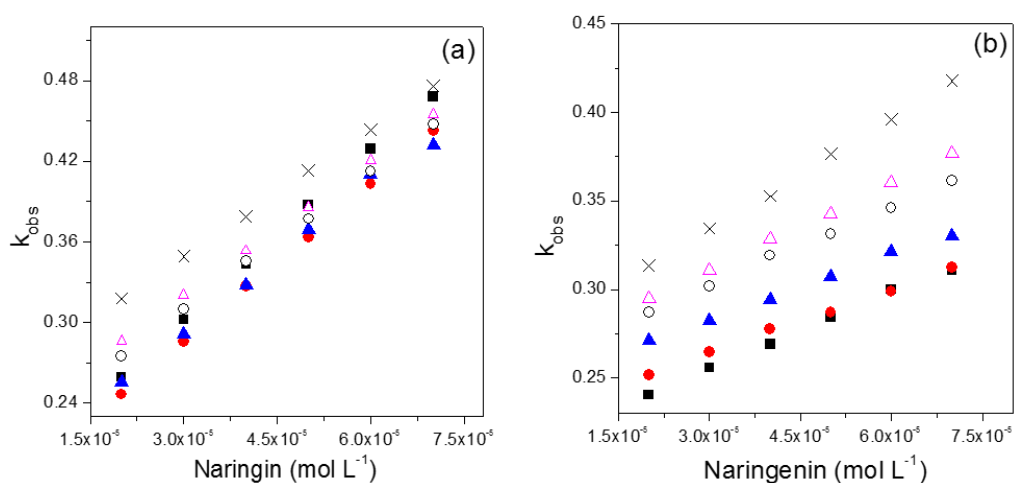 (a)
0.48
0.42
0.36
0.30
0.24
k_obs
1.5x10⁻⁵ 3.0x10⁻⁵ 4.5x10⁻⁵ 6.0x10⁻⁵ 7.5x10⁻⁵
Naringin (mol L⁻¹)
(b)
0.45
0.40
0.35
0.30
0.25
k_obs
1.5x10⁻⁵ 3.0x10⁻⁵ 4.5x10⁻⁵ 6.0x10⁻⁵ 7.5x10⁻⁵
Naringenin (mol L⁻¹)